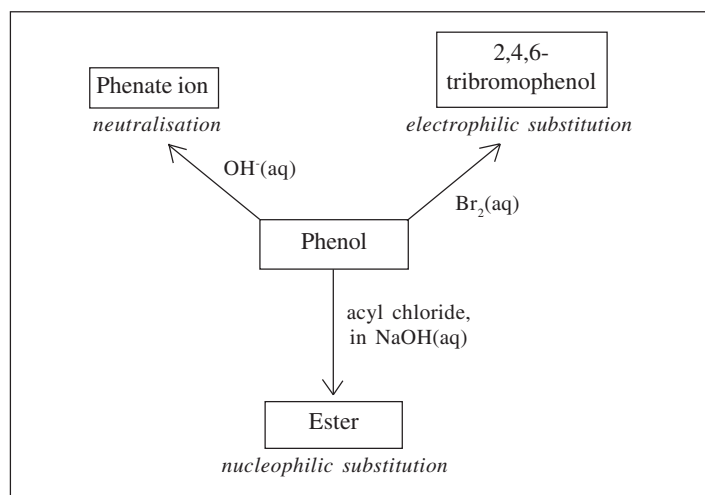 2,4,6-
tribromophenol
electrophilic substitution
Phenate ion
neutralisation
OH⁻(aq)
Br₂(aq)
Phenol
acyl chloride,
in NaOH(aq)
Ester
nucleophilic substitution